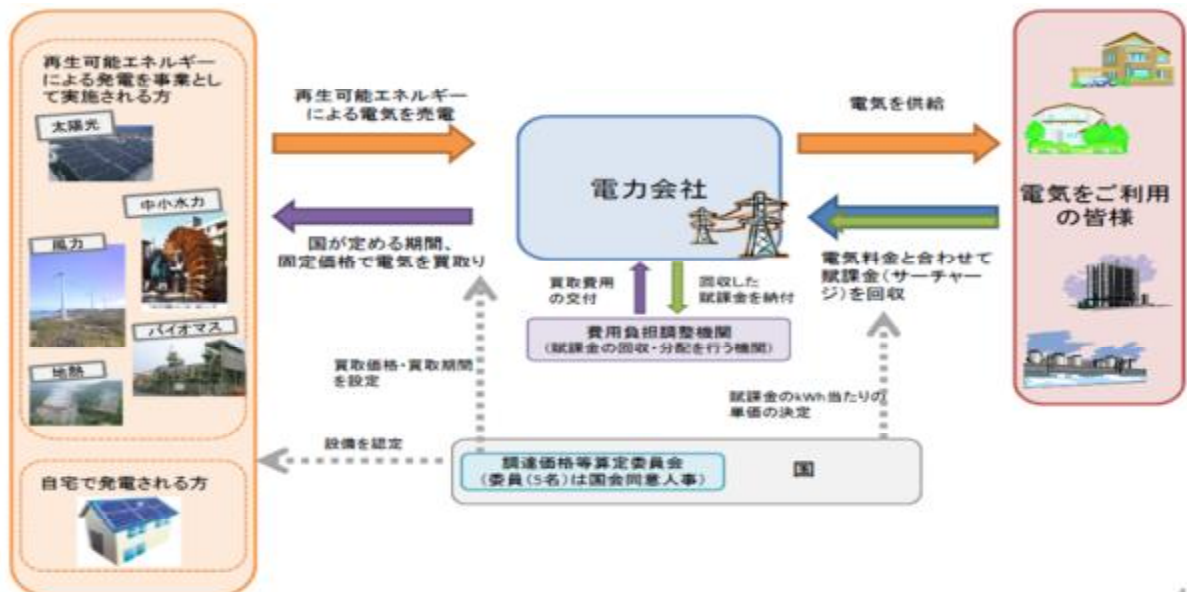 再生可能エネルギー
による発電を事業とし
て実施される方
太陽光
中小水力
風力
バイオマス
地熱
自宅で発電される方
再生可能エネルギー
による電気を売電
国が定める期間、
固定価格で電気を買取り
電力会社
買取費用
の交付
回収した
賦課金を納付
費用負担調整機関
(賦課金の回収・分配を行う機関)
電気を供給
電気料金と合わせて
賦課金(サーチャー
ジ)を回収
電気をご利用
の皆様
買取価格・買取期間
を設定
賦課金のkWh当たりの
単価の決定
設備を認定
調達価格等算定委員会
(委員(5名)は国会同意人事)
国